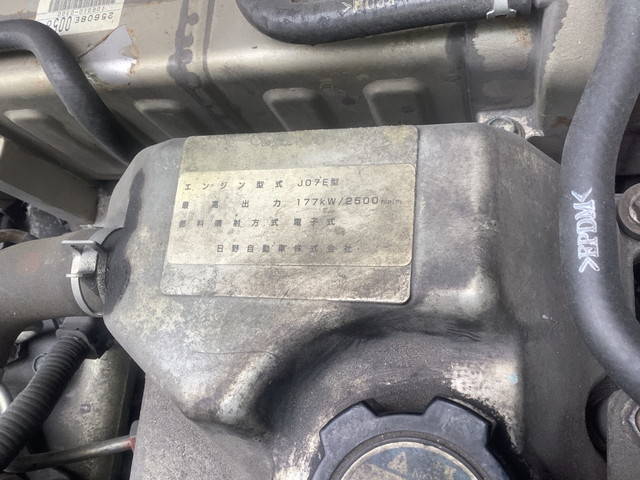 エンジン型式 J07E型
最高出力 177kW/2500min
燃料噴射方式 電子式
日野自動車株式会社
>EPDM<